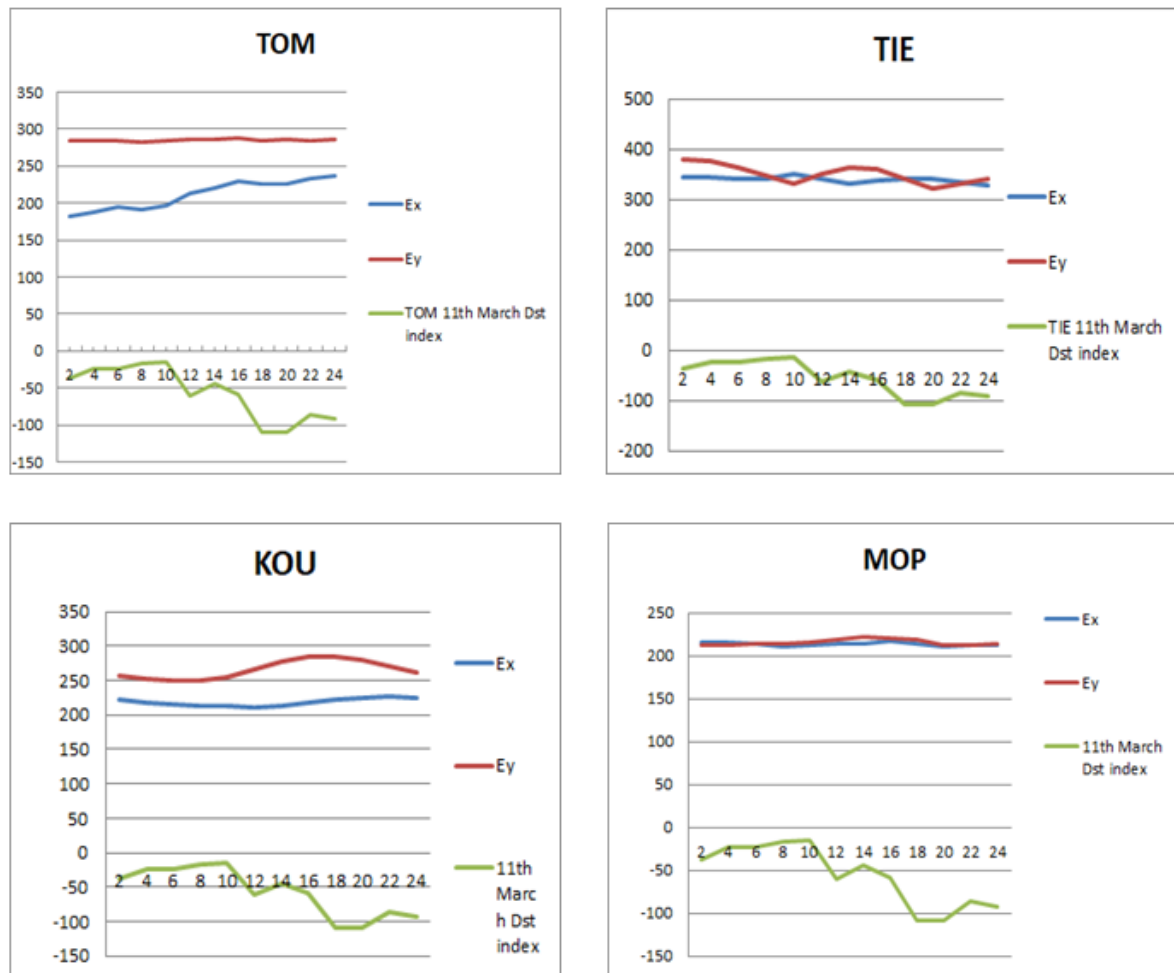 TOM
350
300
250
200
150
100
50
0
-50
-100
-150
2 4 6 8 10 12 14 16 18 20 22 24
Ex
Ey
TOM 11th March Dst
index
TIE
500
400
300
200
100
0
-100
-200
2 4 6 8 10 12 14 16 18 20 22 24
Ex
Ey
TIE 11th March
Dst index
KOU
350
300
250
200
150
100
50
0
-50
-100
-150
2 4 6 8 10 12 14 16 18 20 22 24
Ex
Ey
11th
Marc
h Dst
index
MOP
250
200
150
100
50
0
-50
-100
-150
2 4 6 8 10 12 14 16 18 20 22 24
Ex
Ey
11th March
Dst index